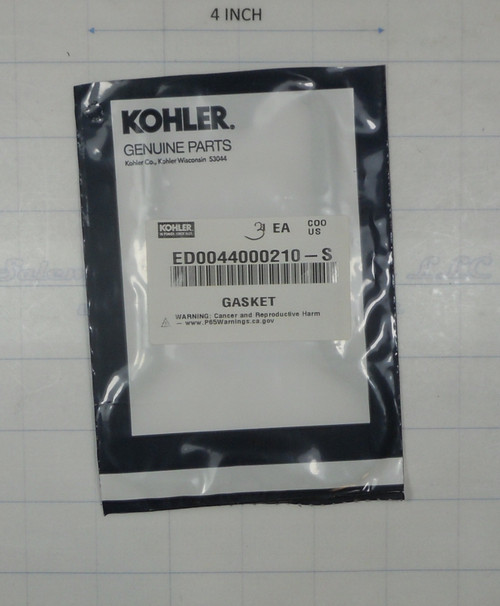 4 INCH
KOHLER.
GENUINE PARTS
Kohler Co., Kohler Wisconsin 53044
KOHLER
EA
COO
US
ED0044000210-S
GASKET
WARNING: Cancer and Reproductive Harm
- www.P65Warnings.ca.gov